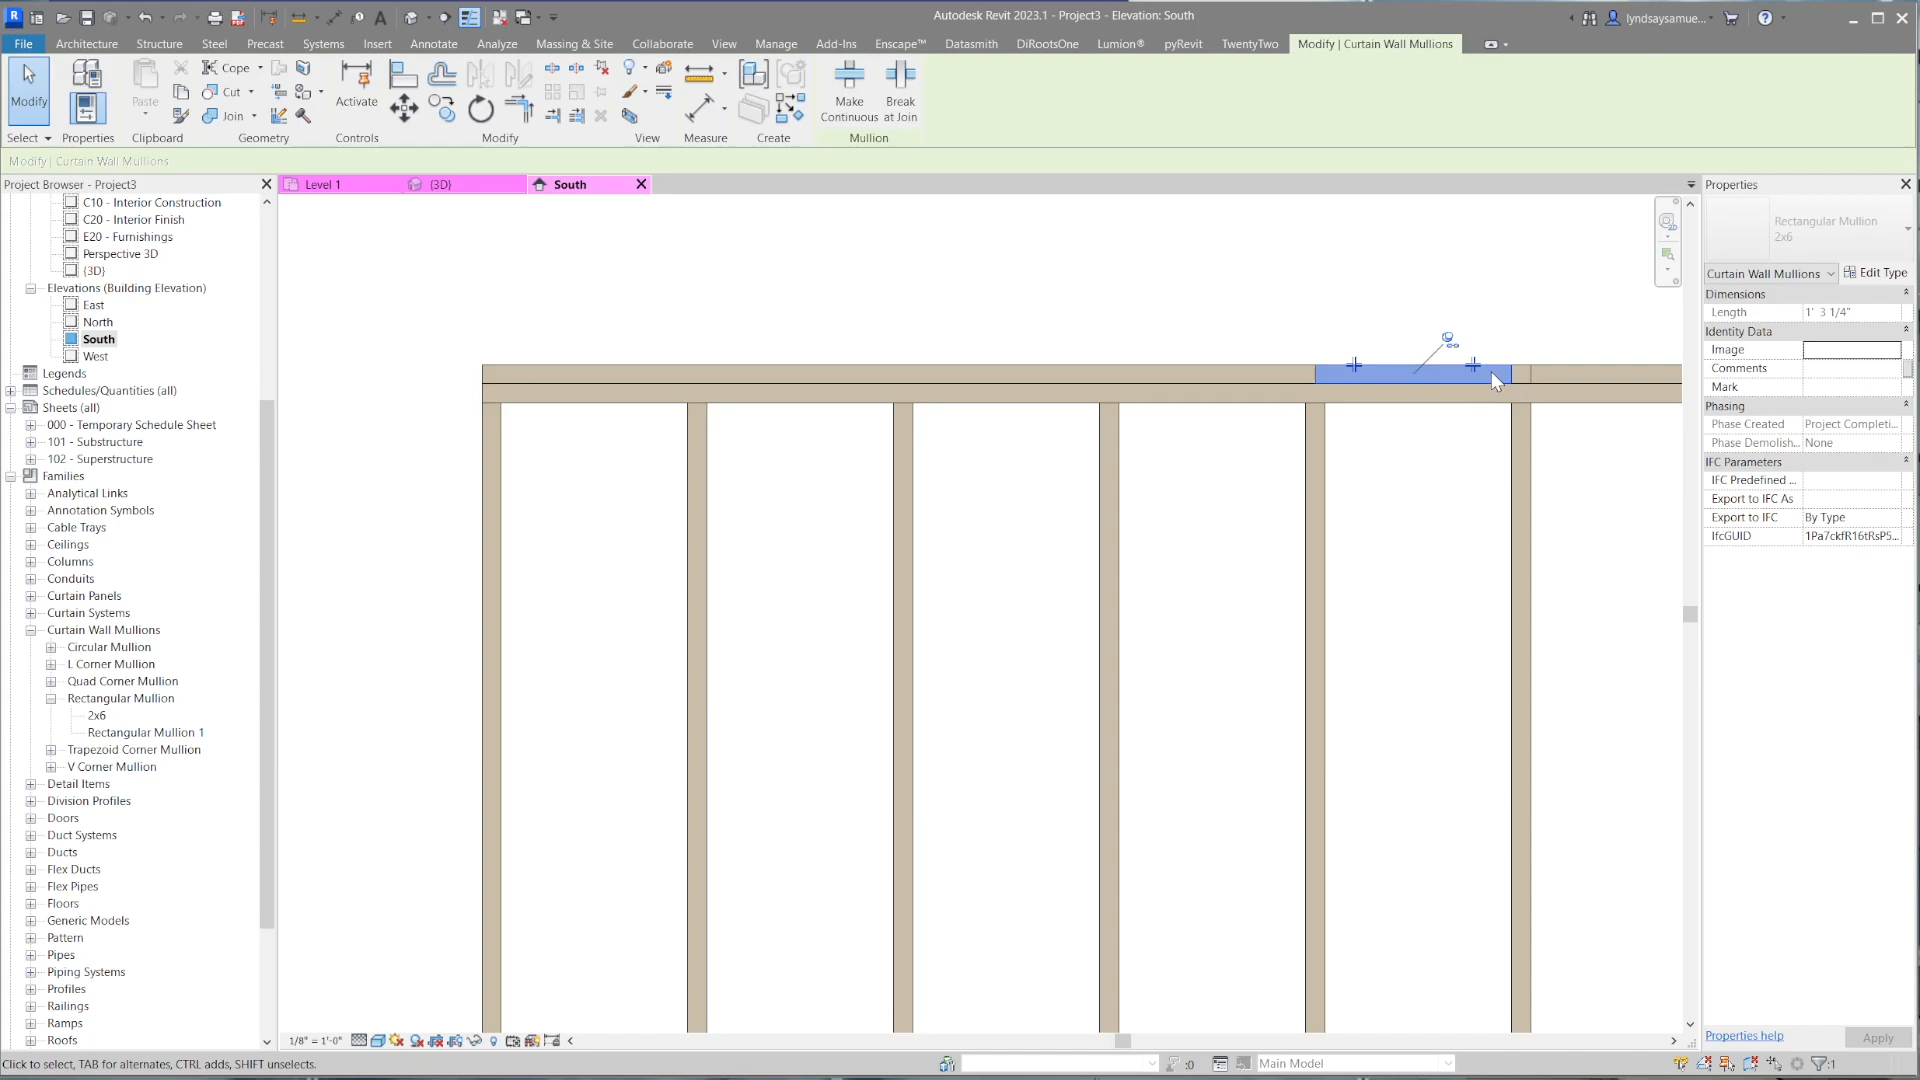 Autodesk Revit 2023.1 - Project3 - Elevation: South
lyndsaysamue...
File Architecture Structure Steel Precast Systems Insert Annotate Analyze Massing & Site Collaborate View Manage Add-Ins Enscape™ Datasmith DiRootsOne Lumion® pyRevit TwentyTwo Modify | Curtain Wall Mullions
Cope
Cut
Join
Modify
Paste
Activate
Make Continuous
Break at Join
Select Properties Clipboard Geometry Controls Modify View Measure Create Mullion
Modify | Curtain Wall Mullions
Project Browser - Project3
Level 1
{3D}
South
Properties
C10 - Interior Construction
C20 - Interior Finish
E20 - Furnishings
Perspective 3D
{3D}
Elevations (Building Elevation)
East
North
South
West
Legends
Schedules/Quantities (all)
Sheets (all)
000 - Temporary Schedule Sheet
101 - Substructure
102 - Superstructure
Families
Analytical Links
Annotation Symbols
Cable Trays
Ceilings
Columns
Conduits
Curtain Panels
Curtain Systems
Curtain Wall Mullions
Circular Mullion
L Corner Mullion
Quad Corner Mullion
Rectangular Mullion
2x6
Rectangular Mullion 1
Trapezoid Corner Mullion
V Corner Mullion
Detail Items
Division Profiles
Doors
Duct Systems
Ducts
Flex Ducts
Flex Pipes
Floors
Generic Models
Pattern
Pipes
Piping Systems
Profiles
Railings
Ramps
Roofs
2D
Rectangular Mullion
2x6
Curtain Wall Mullions
Edit Type
Dimensions
Length 1' 3 1/4"
Identity Data
Image
Comments
Mark
Phasing
Phase Created Project Completi...
Phase Demolish... None
IFC Parameters
IFC Predefined ...
Export to IFC As
Export to IFC By Type
IfcGUID 1Pa7ckfR16tRsP5...
Properties help
Apply
1/8" = 1'-0"
Click to select, TAB for alternates, CTRL adds, SHIFT unselects.
:0
Main Model
:1